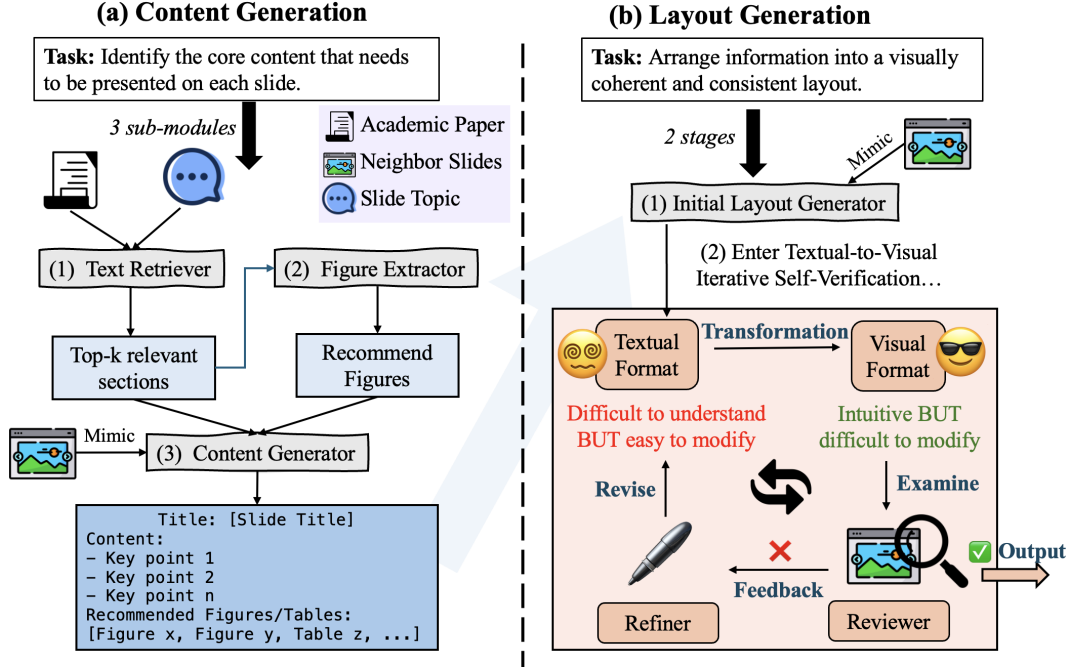 (a) Content Generation
Task: Identify the core content that needs
to be presented on each slide.
3 sub-modules
Academic Paper
Neighbor Slides
Slide Topic
(1) Text Retriever
(2) Figure Extractor
Top-k relevant
sections
Recommend
Figures
Mimic
(3) Content Generator
Title: [Slide Title]
Content:
- Key point 1
- Key point 2
- Key point n
Recommended Figures/Tables:
[Figure x, Figure y, Table z, ...]
(b) Layout Generation
Task: Arrange information into a visually
coherent and consistent layout.
2 stages
Mimic
(1) Initial Layout Generator
(2) Enter Textual-to-Visual
Iterative Self-Verification…
Textual
Format
Transformation
Visual
Format
Difficult to understand
BUT easy to modify
Intuitive BUT
difficult to modify
Revise
Examine
Feedback
Output
Refiner
Reviewer